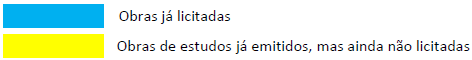 Obras já licitadas
Obras de estudos já emitidos, mas ainda não licitadas